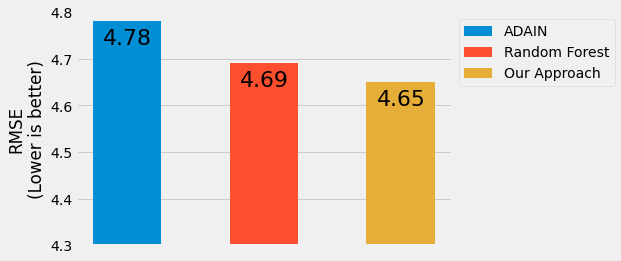 4.8
4.7
4.6
4.5
4.4
4.3
RMSE
(Lower is better)
4.78
4.69
4.65
ADAIN
Random Forest
Our Approach